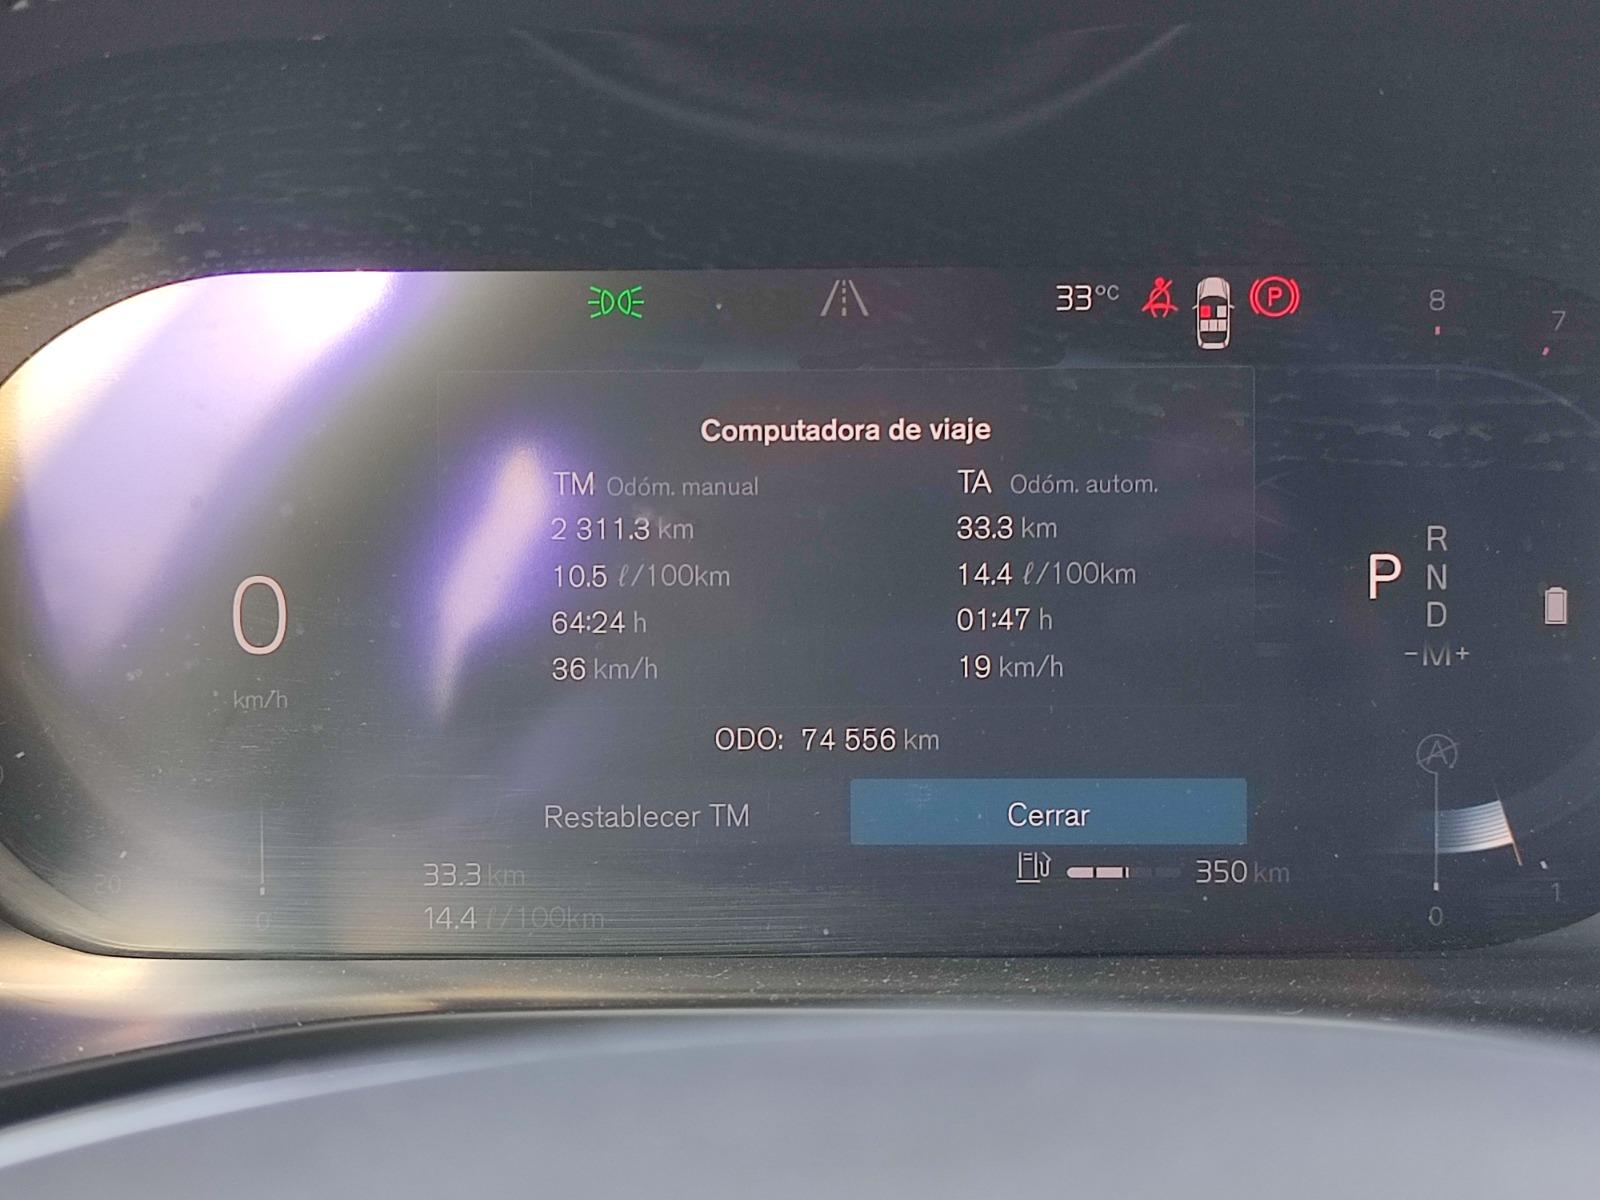 33°C
8
7
Computadora de viaje
TM Odóm. manual
TA Odóm. autom.
2 311.3 km
33.3 km
10.5 ℓ/100km
14.4 ℓ/100km
64:24 h
01:47 h
36 km/h
19 km/h
0
km/h
P
R
N
D
-M+
ODO: 74 556 km
Restablecer TM
Cerrar
33.3 km
350 km
14.4 ℓ/100km
20
0
A
1
0